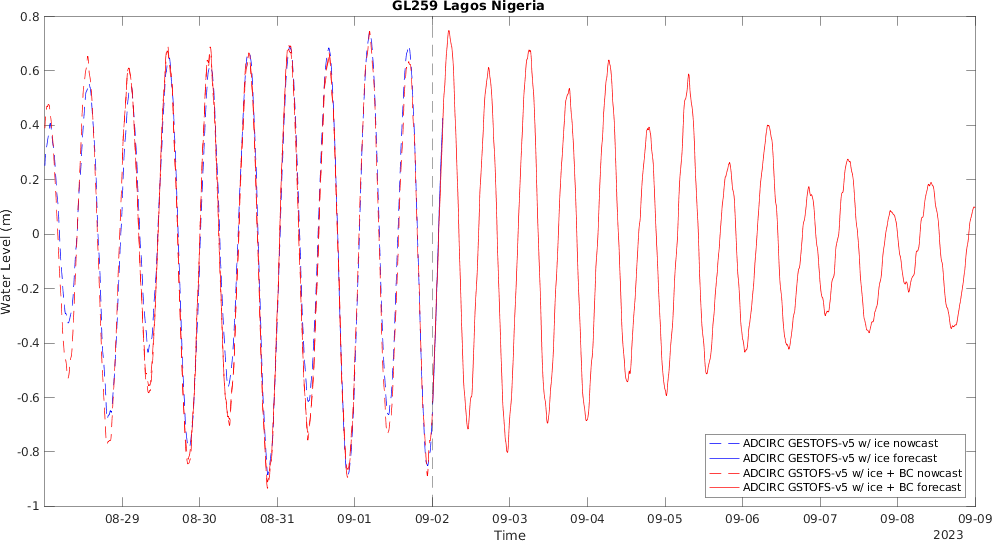 GL259 Lagos Nigeria
Water Level (m)
0.8
0.6
0.4
0.2
0
-0.2
-0.4
-0.6
-0.8
-1
ADCIRC GESTOFS-v5 w/ ice nowcast
ADCIRC GESTOFS-v5 w/ ice forecast
ADCIRC GSTOFS-v5 w/ ice + BC nowcast
ADCIRC GSTOFS-v5 w/ ice + BC forecast
08-29 08-30 08-31 09-01 09-02 09-03 09-04 09-05 09-06 09-07 09-08 09-09
Time
2023